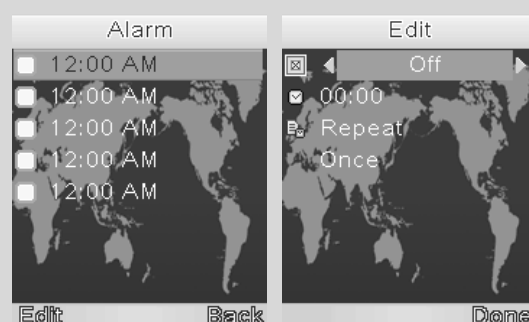 Alarm
12:00 AM
12:00 AM
12:00 AM
12:00 AM
12:00 AM
Edit Back
Edit
Off
00:00
Repeat
Once
Done